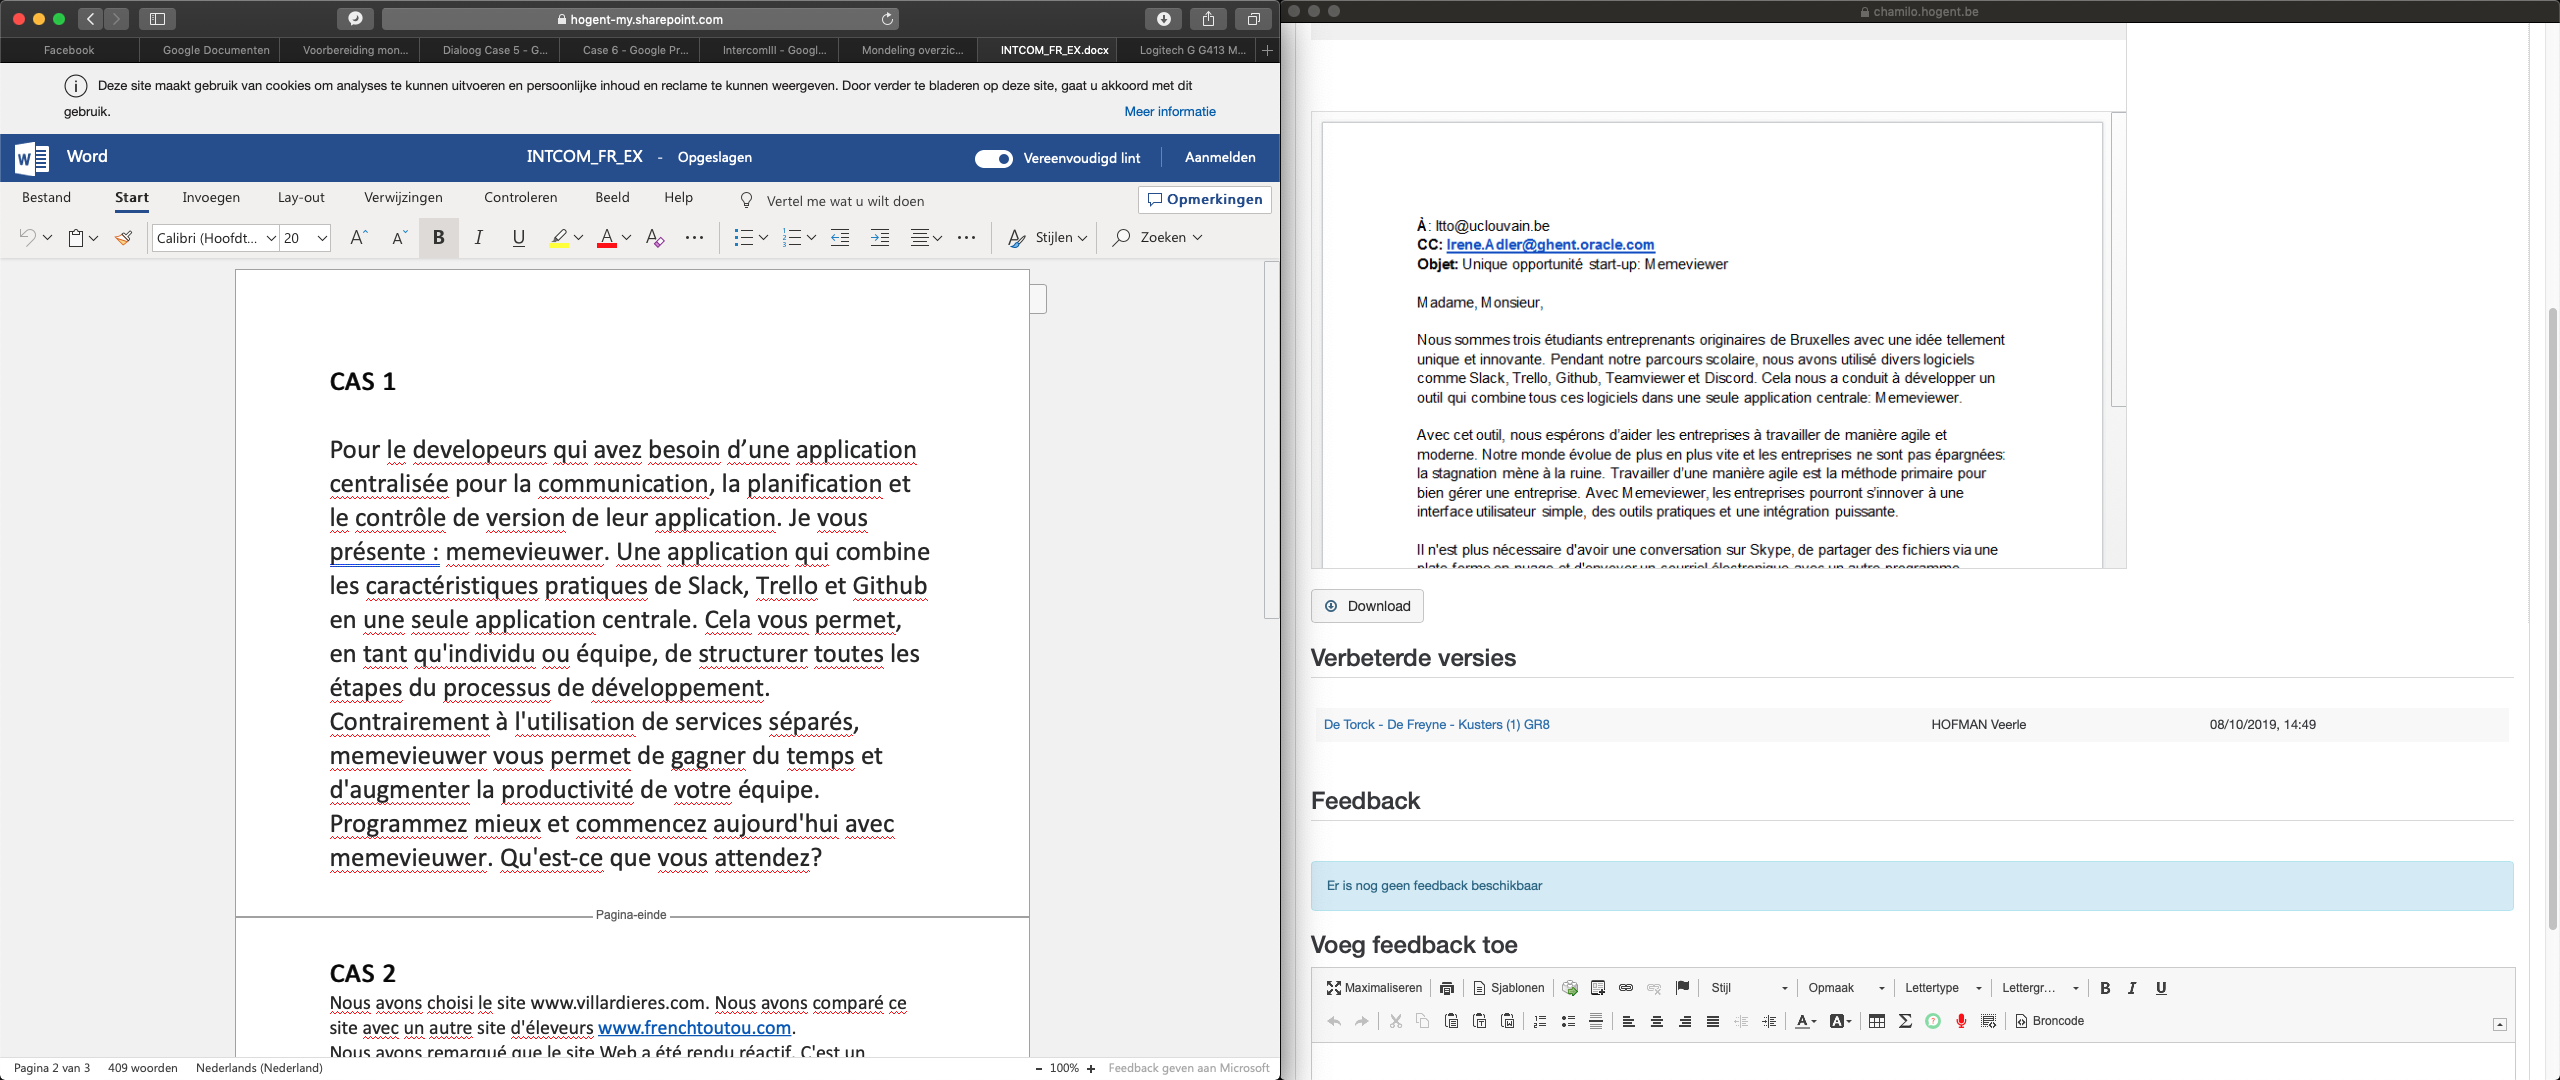 hogent-my.sharepoint.com
Facebook
Google Documenten
Voorbereiding mon...
Dialoog Case 5 - G...
Case 6 - Google Pr...
IntercomIII - Googl...
Mondeling overzic...
INTCOM_FR_EX.docx
Logitech G G413 M...
Deze site maakt gebruik van cookies om analyses te kunnen uitvoeren en persoonlijke inhoud en reclame te kunnen weergeven. Door verder te bladeren op deze site, gaat u akkoord met dit
gebruik.
Meer informatie
Word
INTCOM_FR_EX - Opgeslagen
Vereenvoudigd lint
Aanmelden
Bestand
Start
Invoegen
Lay-out
Verwijzingen
Controleren
Beeld
Help
Vertel me wat u wilt doen
Opmerkingen
Calibri (Hoofdt...
20
Stijlen
Zoeken
CAS 1
Pour le developeurs qui avez besoin d’une application
centralisée pour la communication, la planification et
le contrôle de version de leur application. Je vous
présente : memevieuwer. Une application qui combine
les caractéristiques pratiques de Slack, Trello et Github
en une seule application centrale. Cela vous permet,
en tant qu'individu ou équipe, de structurer toutes les
étapes du processus de développement.
Contrairement à l'utilisation de services séparés,
memevieuwer vous permet de gagner du temps et
d'augmenter la productivité de votre équipe.
Programmez mieux et commencez aujourd'hui avec
memevieuwer. Qu'est-ce que vous attendez?
Pagina-einde
CAS 2
Nous avons choisi le site www.villardieres.com. Nous avons comparé ce
site avec un autre site d'éleveurs www.frenchtoutou.com.
Nous avons remarqué que le site Web a été rendu réactif. C'est un
Pagina 2 van 3
409 woorden
Nederlands (Nederland)
- 100% +
Feedback geven aan Microsoft
chamilo.hogent.be
À: ltto@uclouvain.be
CC: Irene.Adler@ghent.oracle.com
Objet: Unique opportunité start-up: Memeviewer
Madame, Monsieur,
Nous sommes trois étudiants entreprenants originaires de Bruxelles avec une idée tellement
unique et innovante. Pendant notre parcours scolaire, nous avons utilisé divers logiciels
comme Slack, Trello, Github, Teamviewer et Discord. Cela nous a conduit à développer un
outil qui combine tous ces logiciels dans une seule application centrale: Memeviewer.
Avec cet outil, nous espérons d’aider les entreprises à travailler de manière agile et
moderne. Notre monde évolue de plus en plus vite et les entreprises ne sont pas épargnées:
la stagnation mène à la ruine. Travailler d’une manière agile est la méthode primaire pour
bien gérer une entreprise. Avec Memeviewer, les entreprises pourront s’innover à une
interface utilisateur simple, des outils pratiques et une intégration puissante.
Il n'est plus nécessaire d'avoir une conversation sur Skype, de partager des fichiers via une
plate-forme en nuage et d'envoyer un courriel électronique avec un autre programme.
Download
Verbeterde versies
De Torck - De Freyne - Kusters (1) GR8
HOFMAN Veerle
08/10/2019, 14:49
Feedback
Er is nog geen feedback beschikbaar
Voeg feedback toe
Maximaliseren
Sjablonen
Stijl
Opmaak
Lettertype
Lettergr...
B I U
Broncode